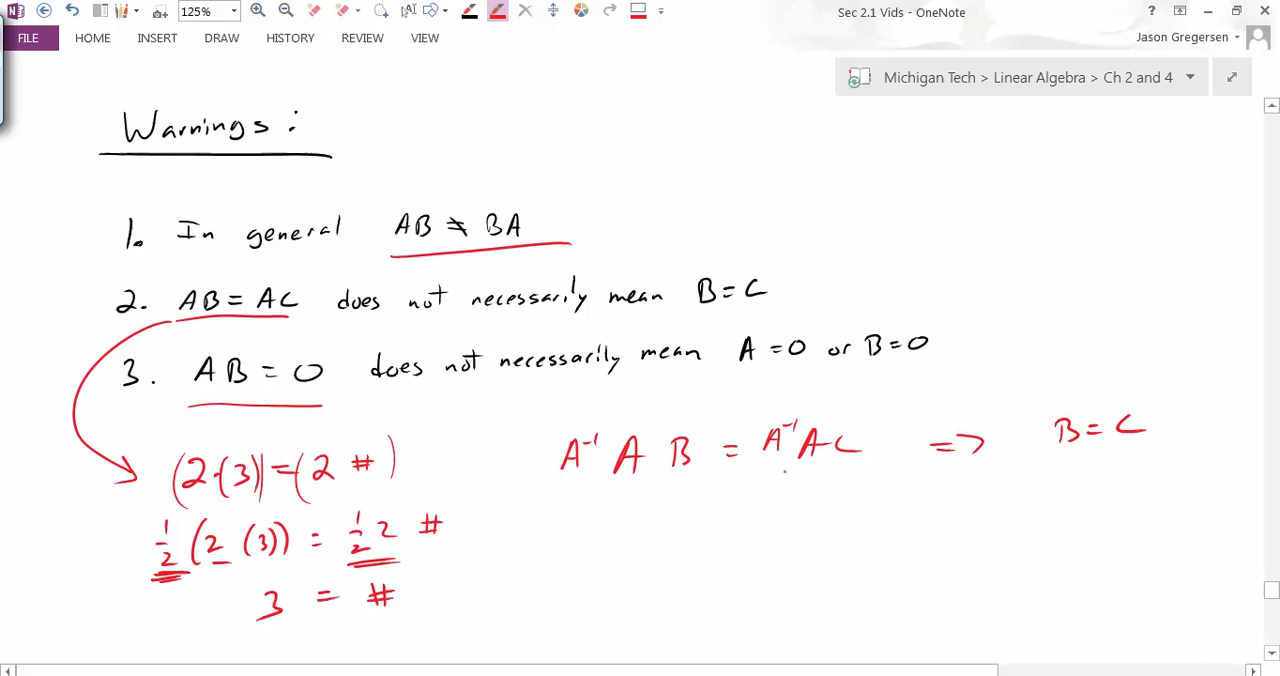 125%
Sec 2.1 Vids - OneNote
FILE HOME INSERT DRAW HISTORY REVIEW VIEW
Jason Gregersen
Michigan Tech > Linear Algebra > Ch 2 and 4
Warnings:
1. In general AB ≠ BA
2. AB = AC does not necessarily mean B = C
3. AB = 0 does not necessarily mean A = 0 or B = 0
A⁻¹ A B = A⁻¹ A C => B = C
(2·(3)) = (2 #)
1/2 (2 (3)) = 1/2 2 #
3 = #